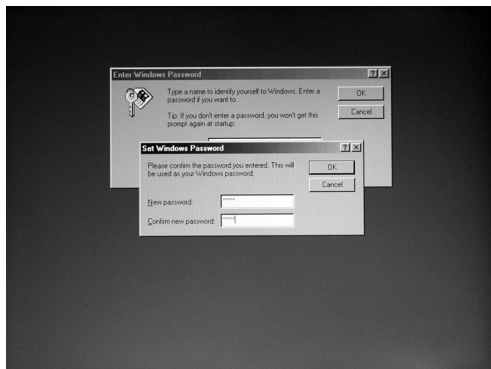 Enter Windows Password
Type a name to identify yourself to Windows. Enter a
password if you want to.
OK
Tip: If you don't enter a password, you won't get this
prompt again at startup.
Cancel
Set Windows Password
Please confirm the password you entered. This will
be used as your Windows password.
OK
Cancel
New password:
*****
Confirm new password:
*****